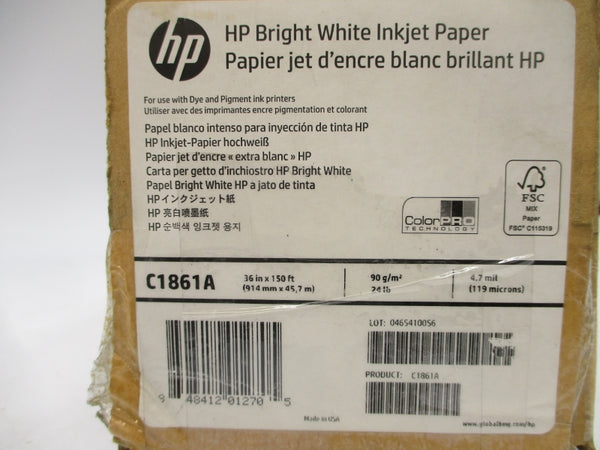 hp
HP Bright White Inkjet Paper
Papier jet d'encre blanc brillant HP
For use with Dye and Pigment ink printers
Utiliser avec des imprimantes encre pigmentation et colorant
Papel blanco intenso para inyección de tinta HP
HP Inkjet-Papier hochweiß
Papier jet d'encre « extra blanc » HP
Carta per getto d'inchiostro HP Bright White
Papel Bright White HP a jato de tinta
HPインクジェット紙
HP 亮白噴墨紙
HP 순백색 잉크젯 용지
ColorPRO
TECHNOLOGY
FSC
MIX
Paper
FSC® C115319
C1861A
36 in x 150 ft
(914 mm x 45,7 m)
90 g/m²
24 lb
4.7 mil
(119 microns)
LOT: 0465410056
PRODUCT: C1861A
9 48412 01270 5
Made in USA
www.globalbmg.com/hp